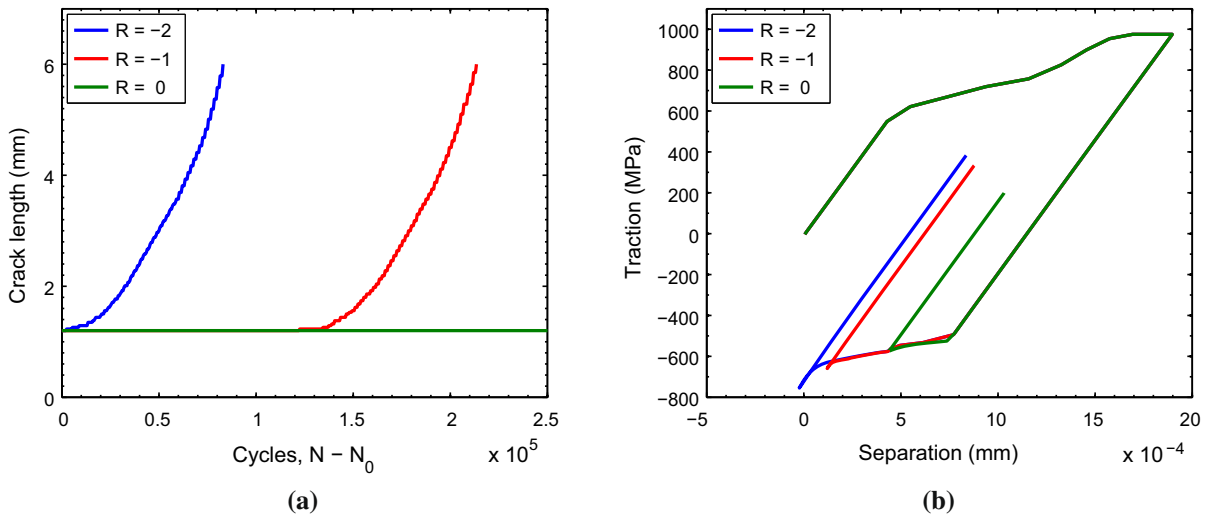 R = −2
R = −1
R = 0
Crack length (mm)
6
4
2
0
0 0.5 1 1.5 2 2.5
Cycles, N − N0
x 10^5
(a)
R = −2
R = −1
R = 0
Traction (MPa)
1000
800
600
400
200
0
−200
−400
−600
−800
−5 0 5 10 15 20
Separation (mm)
x 10^−4
(b)